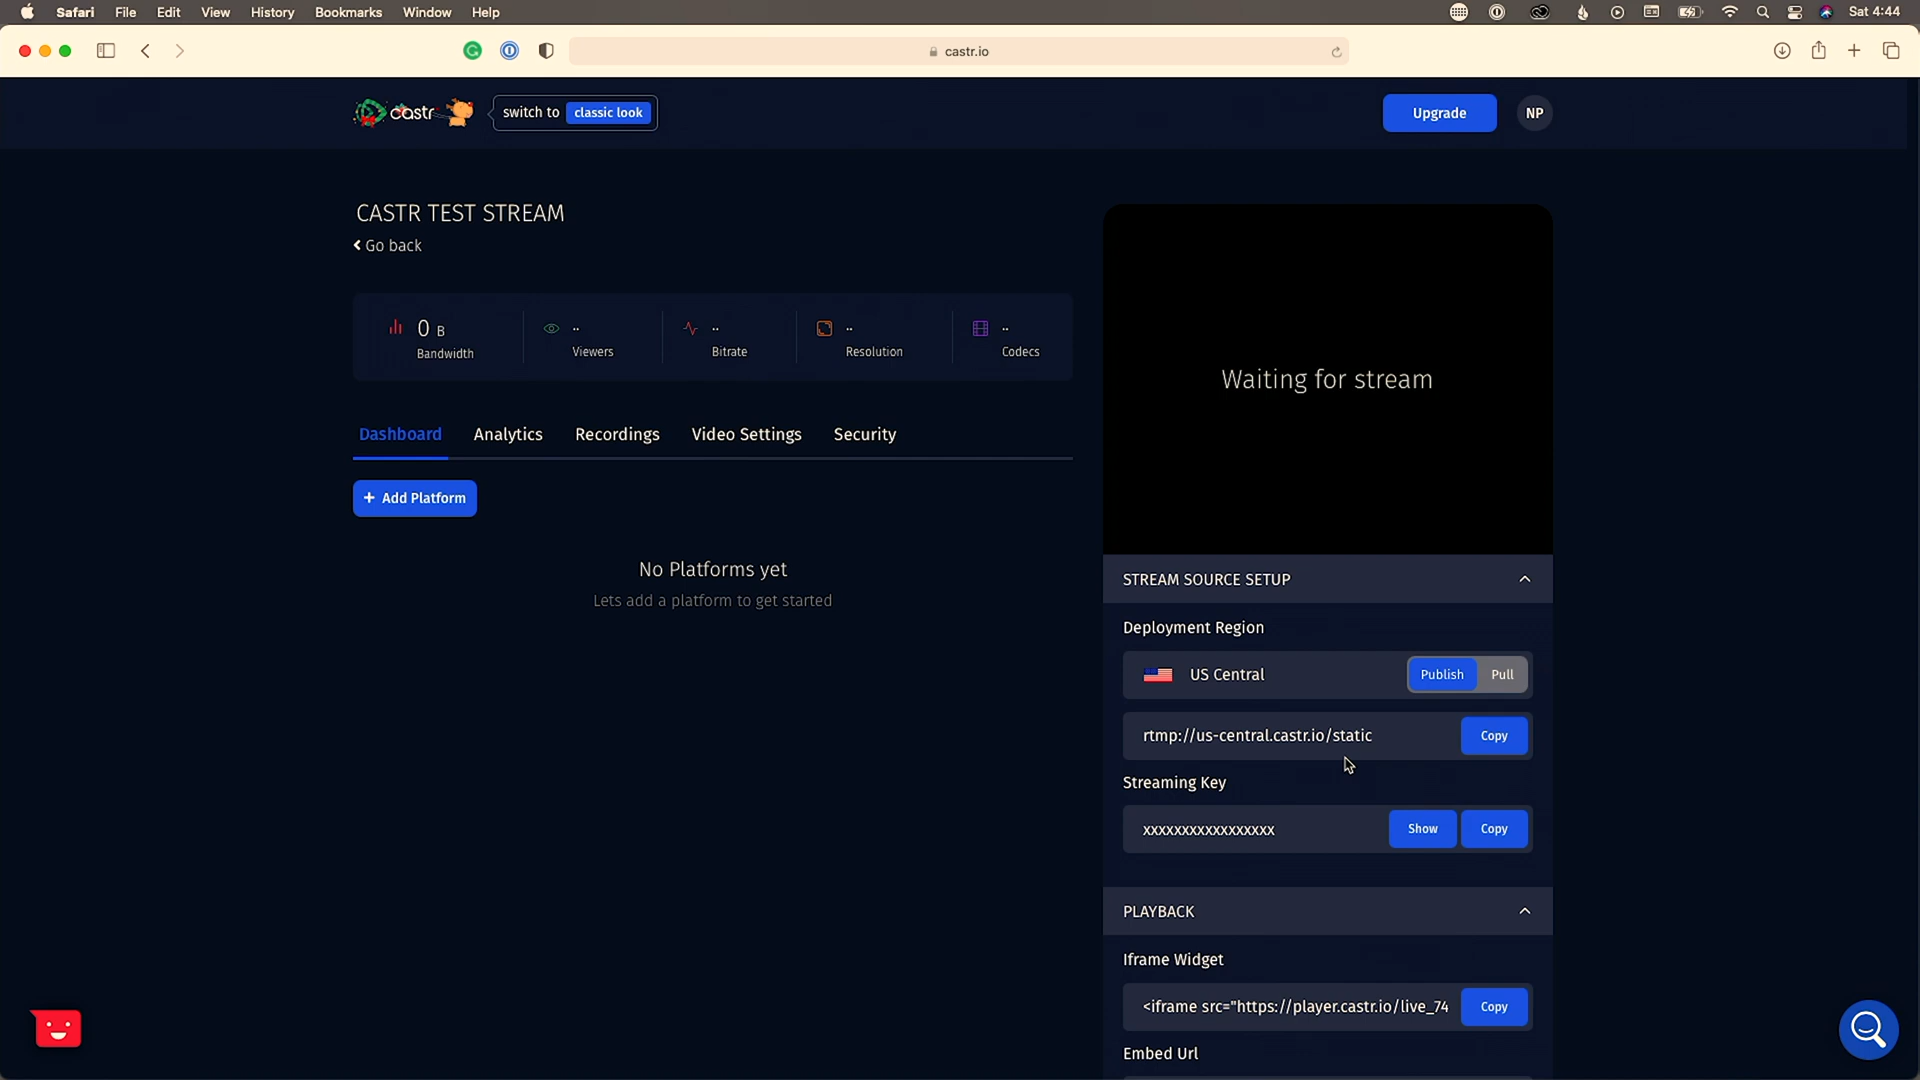 Safari File Edit View History Bookmarks Window Help Sat 4:44
castr.io
castr switch to classic look Upgrade NP
CASTR TEST STREAM
Go back
0 B
Bandwidth
..
Viewers
..
Bitrate
..
Resolution
..
Codecs
Dashboard Analytics Recordings Video Settings Security
+ Add Platform
No Platforms yet
Lets add a platform to get started
Waiting for stream
STREAM SOURCE SETUP
Deployment Region
US Central Publish Pull
rtmp://us-central.castr.io/static Copy
Streaming Key
xxxxxxxxxxxxxxxxx Show Copy
PLAYBACK
Iframe Widget
<iframe src="https://player.castr.io/live_74 Copy
Embed Url